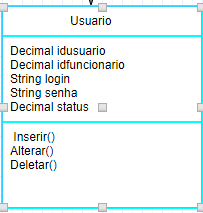 Usuario
Decimal idusuario
Decimal idfuncionario
String login
String senha
Decimal status
Inserir()
Alterar()
Deletar()